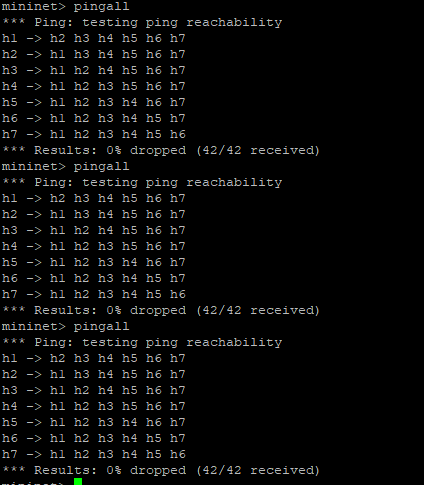 mininet> pingall
*** Ping: testing ping reachability
h1 -> h2 h3 h4 h5 h6 h7
h2 -> h1 h3 h4 h5 h6 h7
h3 -> h1 h2 h4 h5 h6 h7
h4 -> h1 h2 h3 h5 h6 h7
h5 -> h1 h2 h3 h4 h6 h7
h6 -> h1 h2 h3 h4 h5 h7
h7 -> h1 h2 h3 h4 h5 h6
*** Results: 0% dropped (42/42 received)
mininet> pingall
*** Ping: testing ping reachability
h1 -> h2 h3 h4 h5 h6 h7
h2 -> h1 h3 h4 h5 h6 h7
h3 -> h1 h2 h4 h5 h6 h7
h4 -> h1 h2 h3 h5 h6 h7
h5 -> h1 h2 h3 h4 h6 h7
h6 -> h1 h2 h3 h4 h5 h7
h7 -> h1 h2 h3 h4 h5 h6
*** Results: 0% dropped (42/42 received)
mininet> pingall
*** Ping: testing ping reachability
h1 -> h2 h3 h4 h5 h6 h7
h2 -> h1 h3 h4 h5 h6 h7
h3 -> h1 h2 h4 h5 h6 h7
h4 -> h1 h2 h3 h5 h6 h7
h5 -> h1 h2 h3 h4 h6 h7
h6 -> h1 h2 h3 h4 h5 h7
h7 -> h1 h2 h3 h4 h5 h6
*** Results: 0% dropped (42/42 received)
mininet>